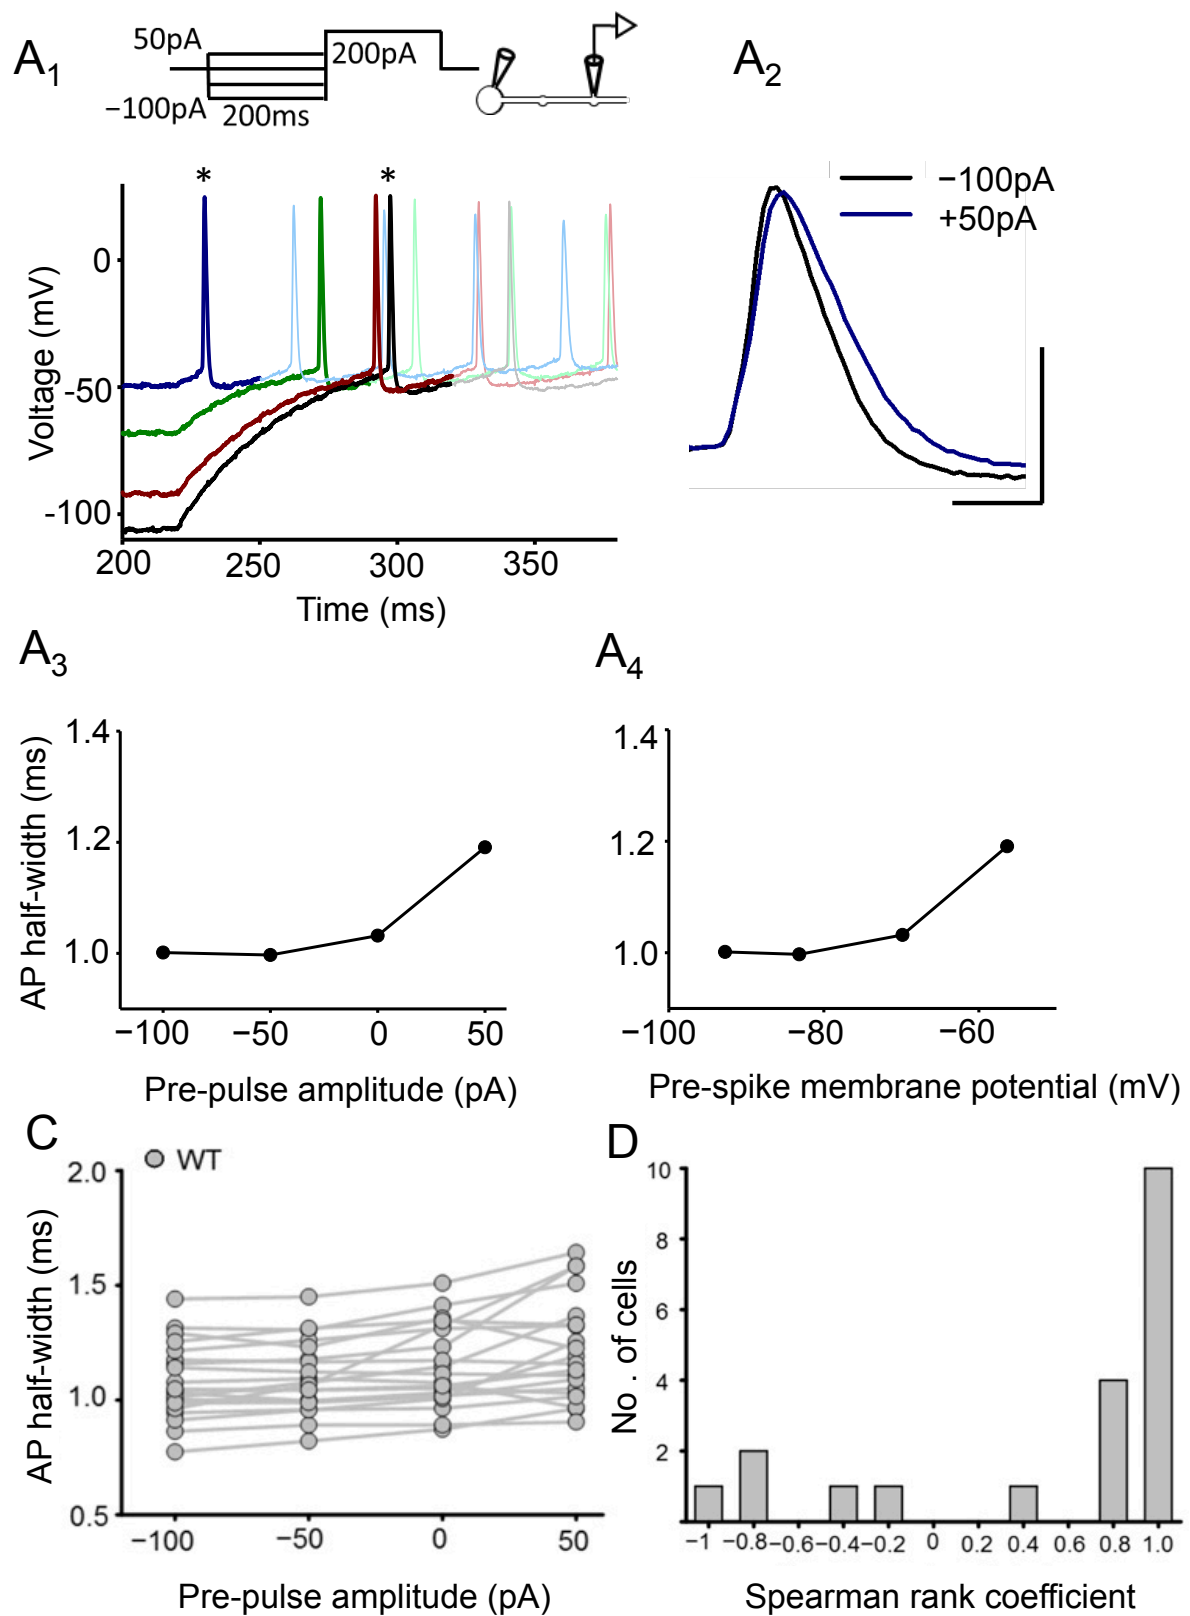 A1
50pA
200pA
−100pA
200ms
A2
* *
−100pA
+50pA
Voltage (mV)
0
-50
-100
200 250 300 350
Time (ms)
A3
AP half-width (ms)
1.4
1.2
1.0
−100 −50 0 50
Pre-pulse amplitude (pA)
A4
1.4
1.2
1.0
−100 −80 −60
Pre-spike membrane potential (mV)
C
WT
AP half-width (ms)
2.0
1.5
1.0
0.5
−100 −50 0 50
Pre-pulse amplitude (pA)
D
No . of cells
10
8
6
4
2
−1 −0.8 −0.6 −0.4 −0.2 0 0.2 0.4 0.6 0.8 1.0
Spearman rank coefficient